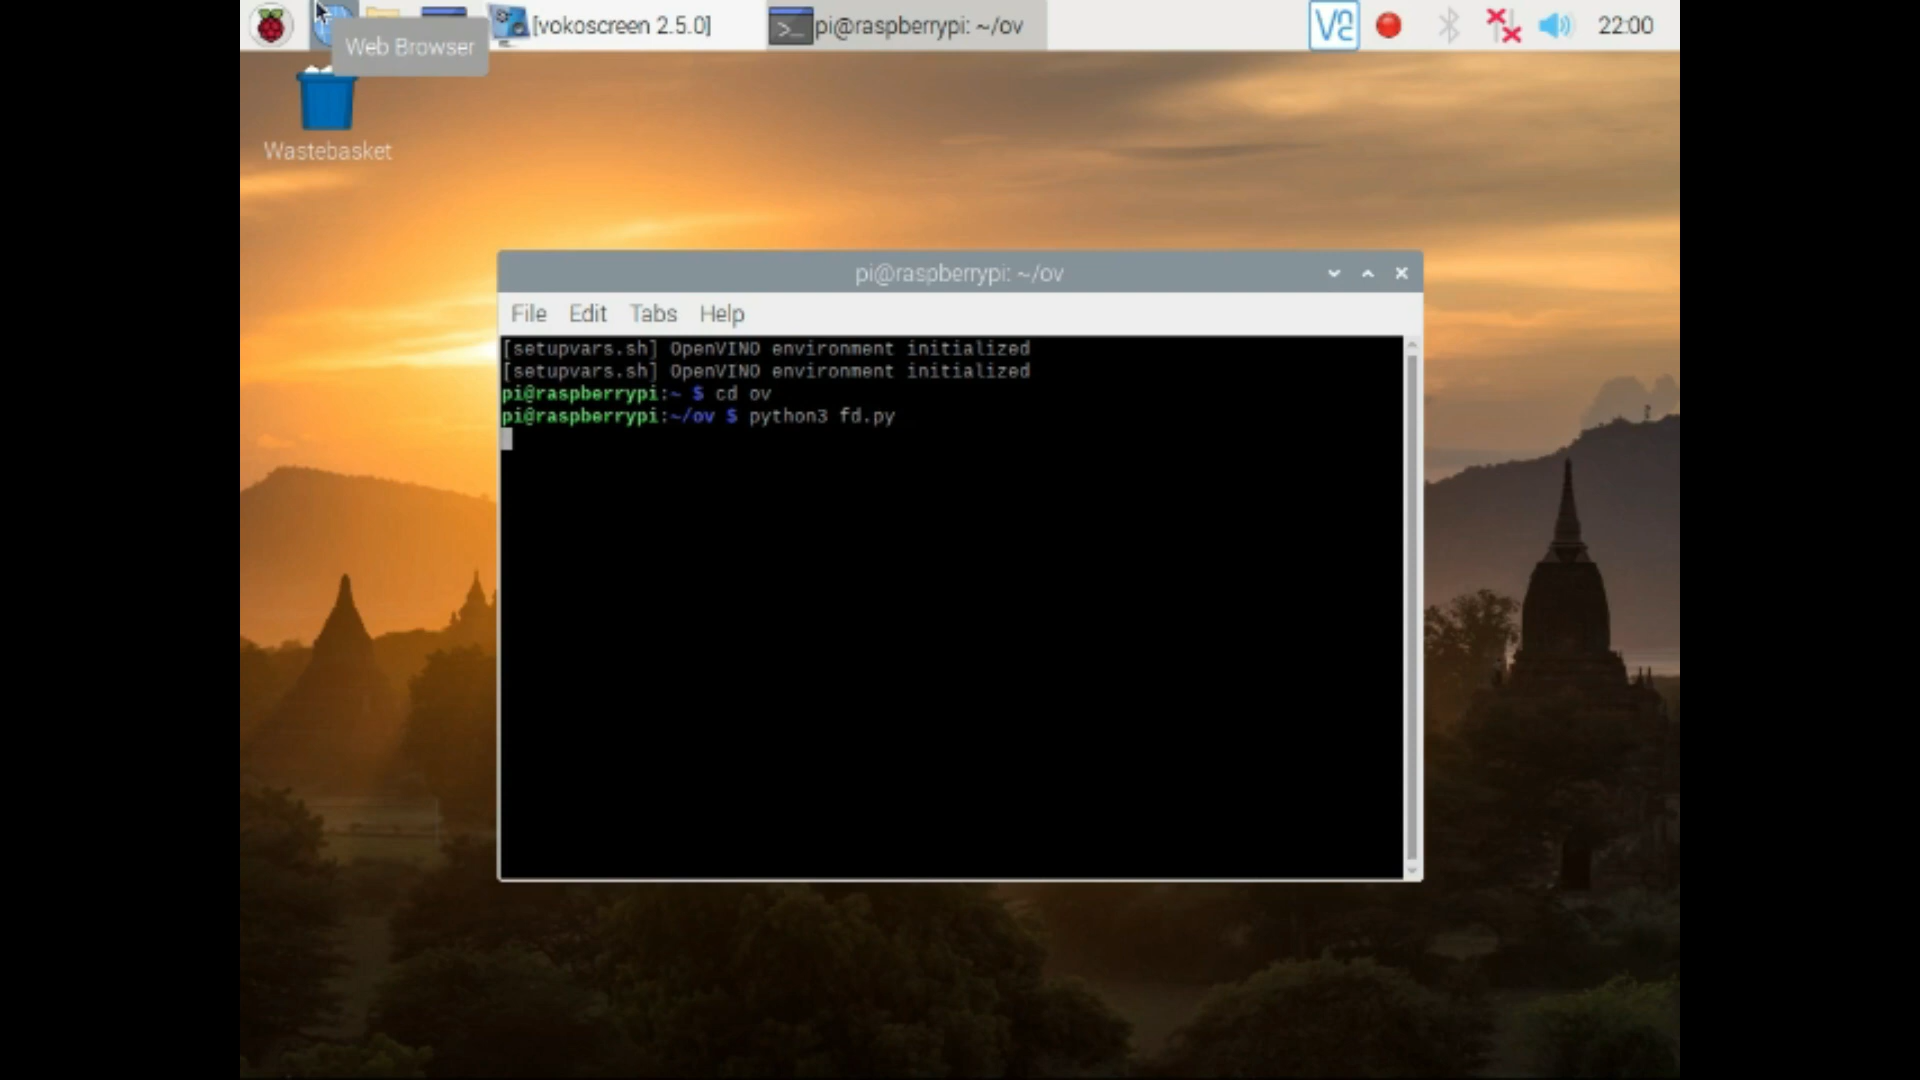 [vokoscreen 2.5.0]
pi@raspberrypi: ~/ov
22:00
Web Browser
Wastebasket
pi@raspberrypi: ~/ov
File Edit Tabs Help
[setupvars.sh] OpenVINO environment initialized
[setupvars.sh] OpenVINO environment initialized
pi@raspberrypi:~ $ cd ov
pi@raspberrypi:~/ov $ python3 fd.py